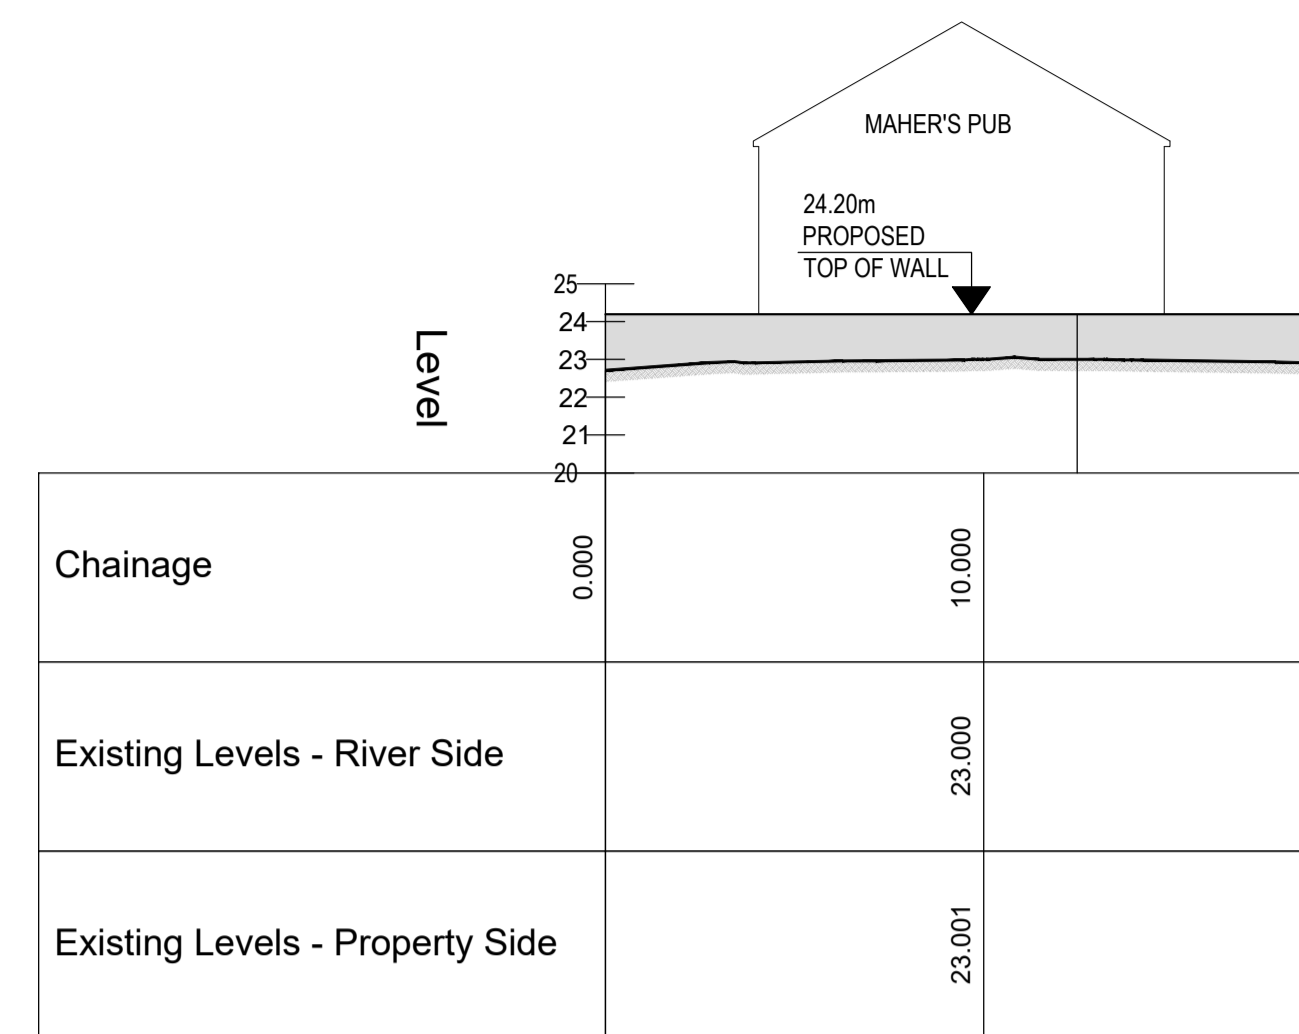 MAHER'S PUB
24.20m
PROPOSED
TOP OF WALL
Level
25
24
23
22
21
20
Chainage
0.000
10.000
Existing Levels - River Side
23.000
Existing Levels - Property Side
23.001